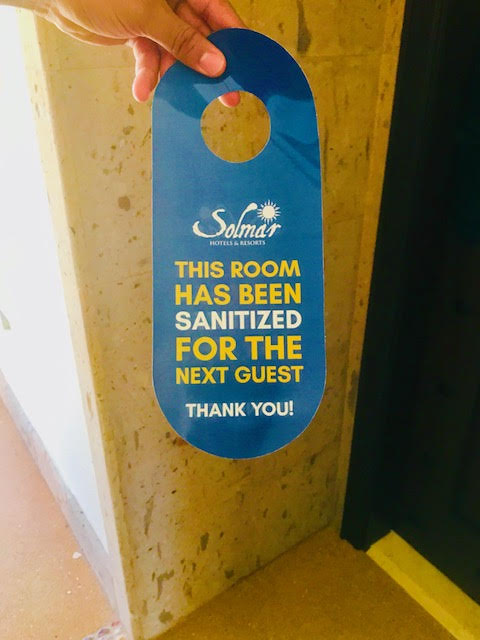 Solmar
HOTELS & RESORTS
THIS ROOM
HAS BEEN
SANITIZED
FOR THE
NEXT GUEST
THANK YOU!